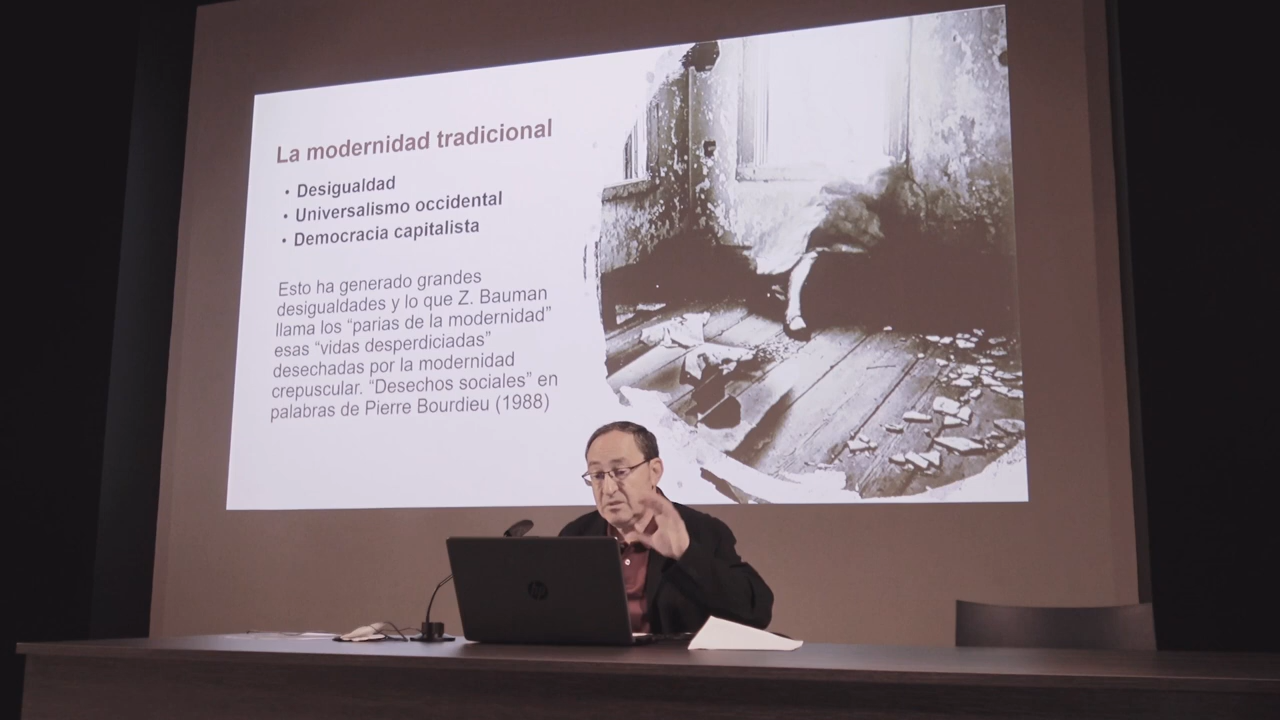 La modernidad tradicional
• Desigualdad
• Universalismo occidental
• Democracia capitalista
Esto ha generado grandes
desigualdades y lo que Z. Bauman
llama los “parias de la modernidad”
esas “vidas desperdiciadas”
desechadas por la modernidad
crepuscular. “Desechos sociales” en
palabras de Pierre Bourdieu (1988)
hp